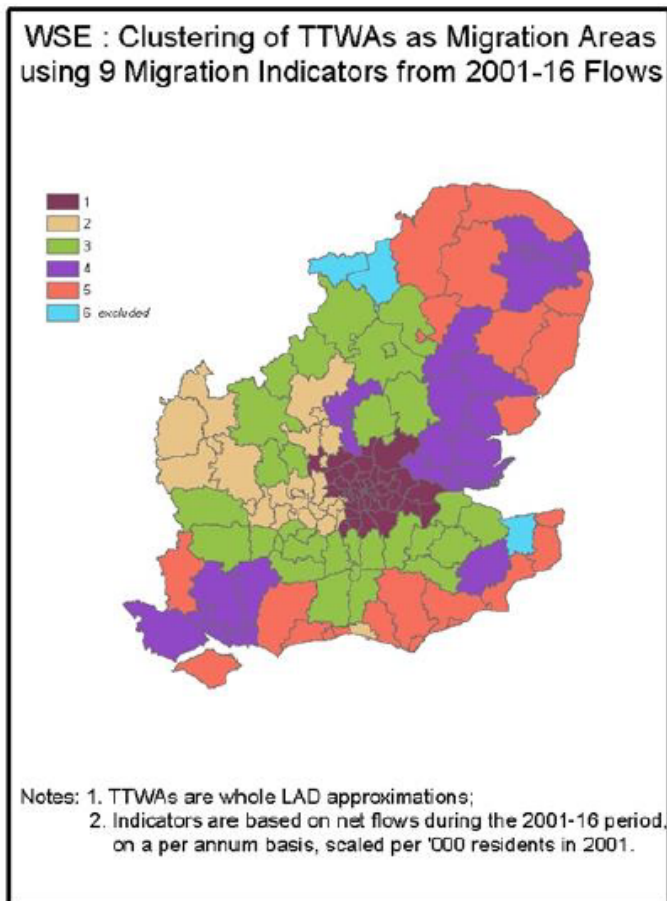 WSE : Clustering of TTWAs as Migration Areas
using 9 Migration Indicators from 2001-16 Flows
1
2
3
4
5
6 excluded
Notes: 1. TTWAs are whole LAD approximations;
2. Indicators are based on net flows during the 2001-16 period,
on a per annum basis, scaled per '000 residents in 2001.